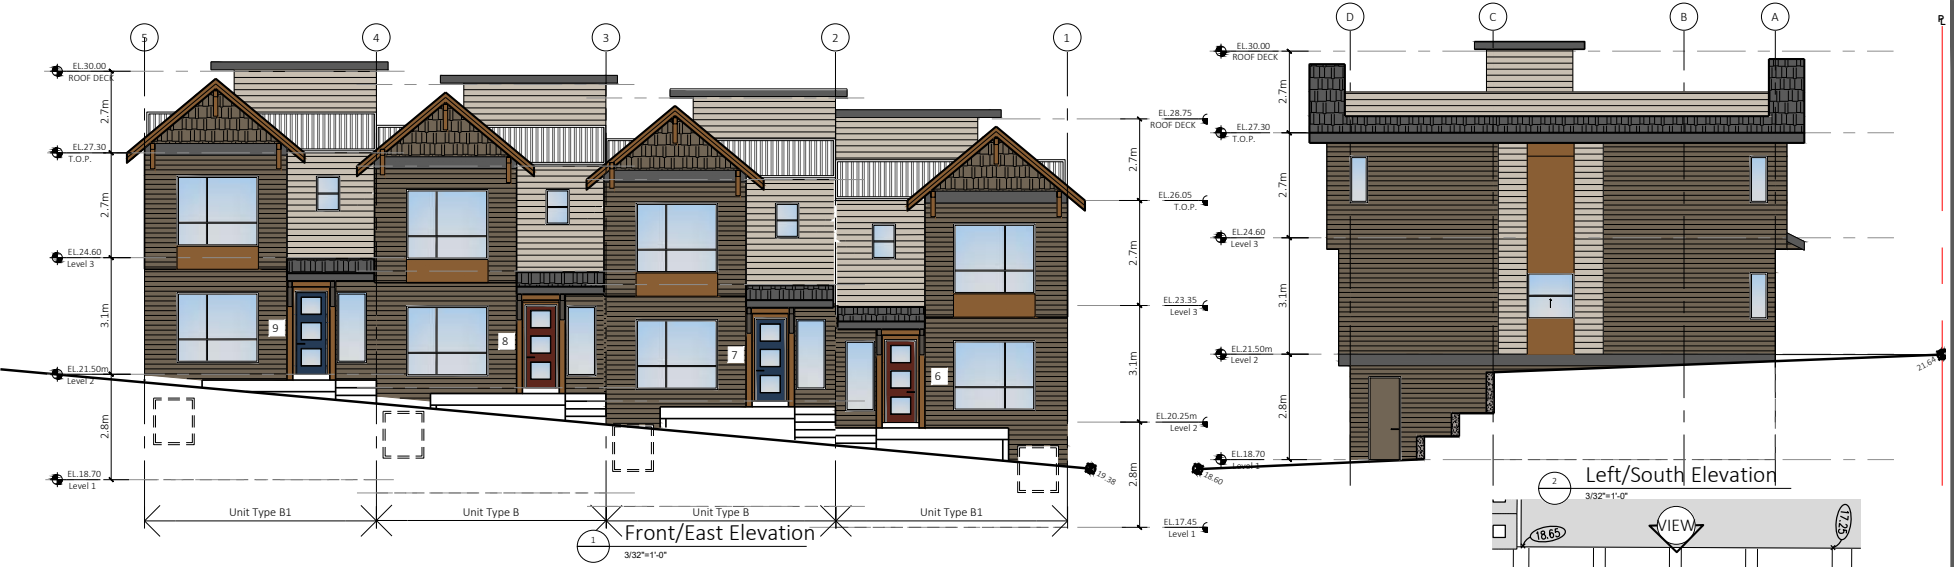 5
4
3
2
1
EL.30.00
ROOF DECK
2.7m
EL.27.30
T.O.P.
2.7m
EL.24.60
Level 3
3.1m
EL.21.50m
Level 2
2.8m
EL.18.70
Level 1
9
8
7
6
19.38
EL.28.75
ROOF DECK
2.7m
EL.26.05
T.O.P.
2.7m
EL.23.35
Level 3
3.1m
EL.20.25m
Level 2
2.8m
EL.17.45
Level 1
Unit Type B1
Unit Type B
Unit Type B
Unit Type B1
1
Front/East Elevation
3/32"=1'-0"
D
C
B
A
PL
EL.30.00
ROOF DECK
2.7m
EL.27.30
T.O.P.
2.7m
EL.24.60
Level 3
3.1m
EL.21.50m
Level 2
2.8m
EL.18.70
Level 1
18.60
21.64
2
Left/South Elevation
3/32"=1'-0"
18.65
VIEW
17.25